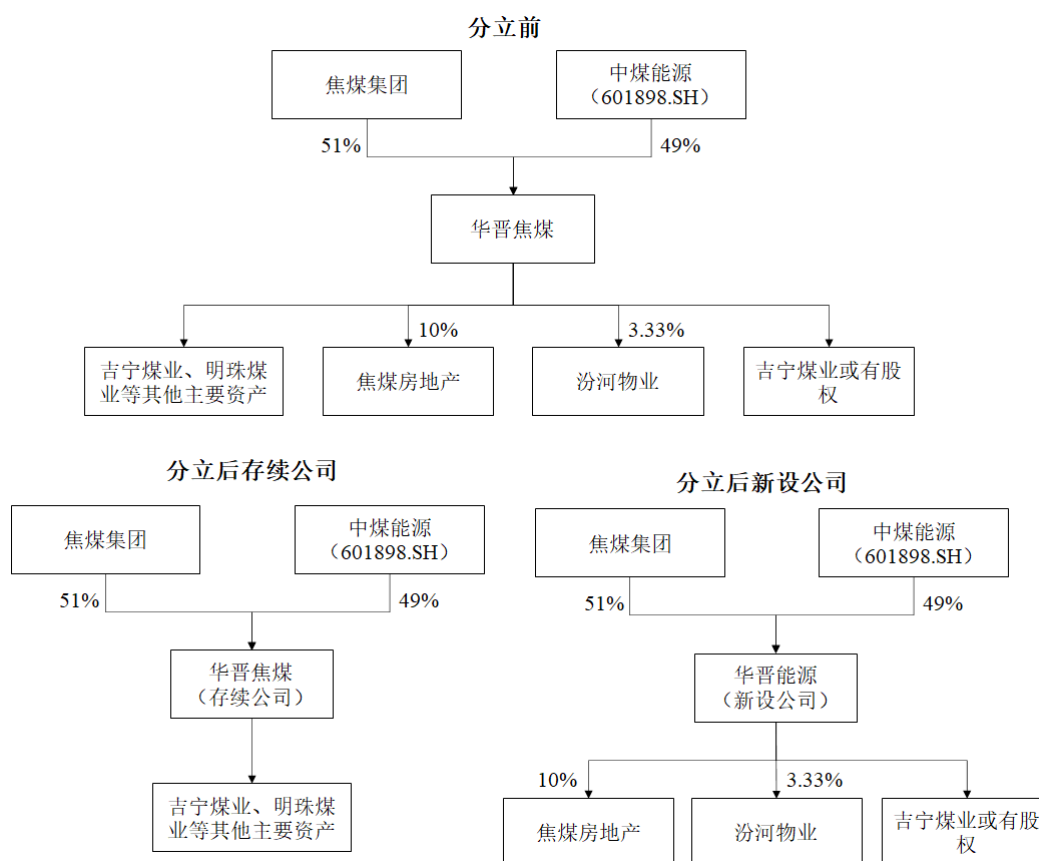 分立前
焦煤集团
中煤能源
（601898.SH）
51%
49%
华晋焦煤
10%
3.33%
吉宁煤业、明珠煤
业等其他主要资产
焦煤房地产
汾河物业
吉宁煤业或有股
权
分立后存续公司
焦煤集团
中煤能源
（601898.SH）
51%
49%
华晋焦煤
（存续公司）
吉宁煤业、明珠煤
业等其他主要资产
分立后新设公司
焦煤集团
中煤能源
（601898.SH）
51%
49%
华晋能源
（新设公司）
10%
3.33%
焦煤房地产
汾河物业
吉宁煤业或有股
权